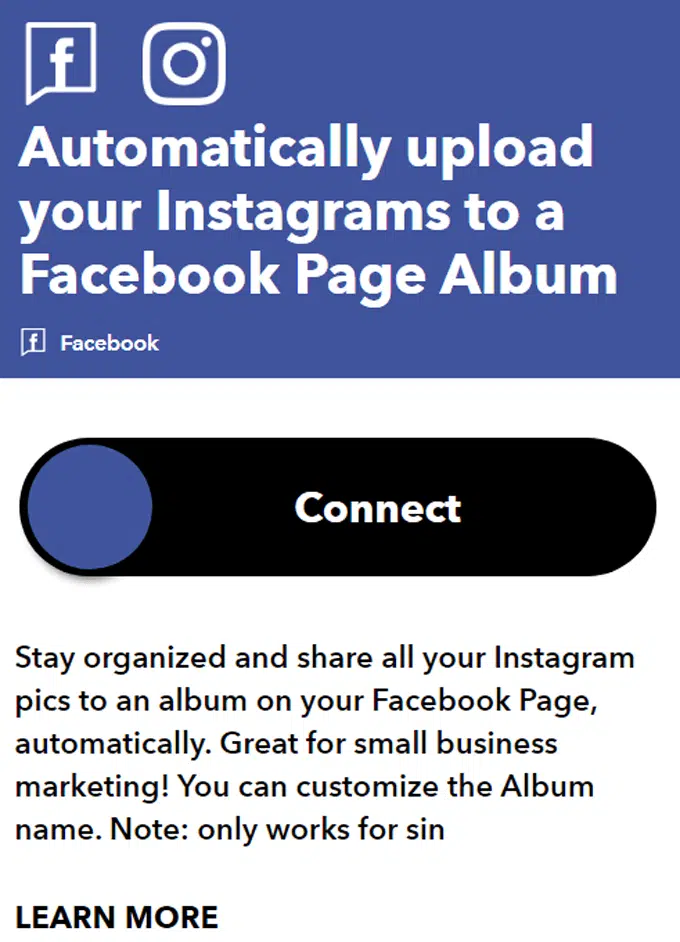 Automatically upload
your Instagrams to a
Facebook Page Album
Facebook
Connect
Stay organized and share all your Instagram
pics to an album on your Facebook Page,
automatically. Great for small business
marketing! You can customize the Album
name. Note: only works for sin
LEARN MORE